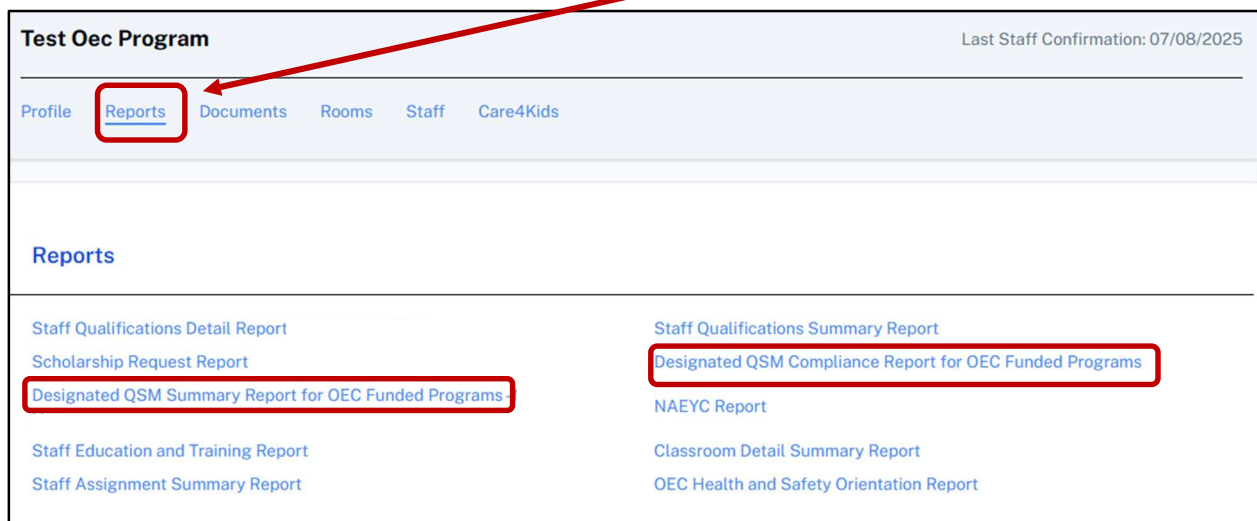 Test Oec Program
Last Staff Confirmation: 07/08/2025
Profile Reports Documents Rooms Staff Care4Kids
Reports
Staff Qualifications Detail Report
Staff Qualifications Summary Report
Scholarship Request Report
Designated QSM Compliance Report for OEC Funded Programs
Designated QSM Summary Report for OEC Funded Programs -
NAEYC Report
Staff Education and Training Report
Classroom Detail Summary Report
Staff Assignment Summary Report
OEC Health and Safety Orientation Report